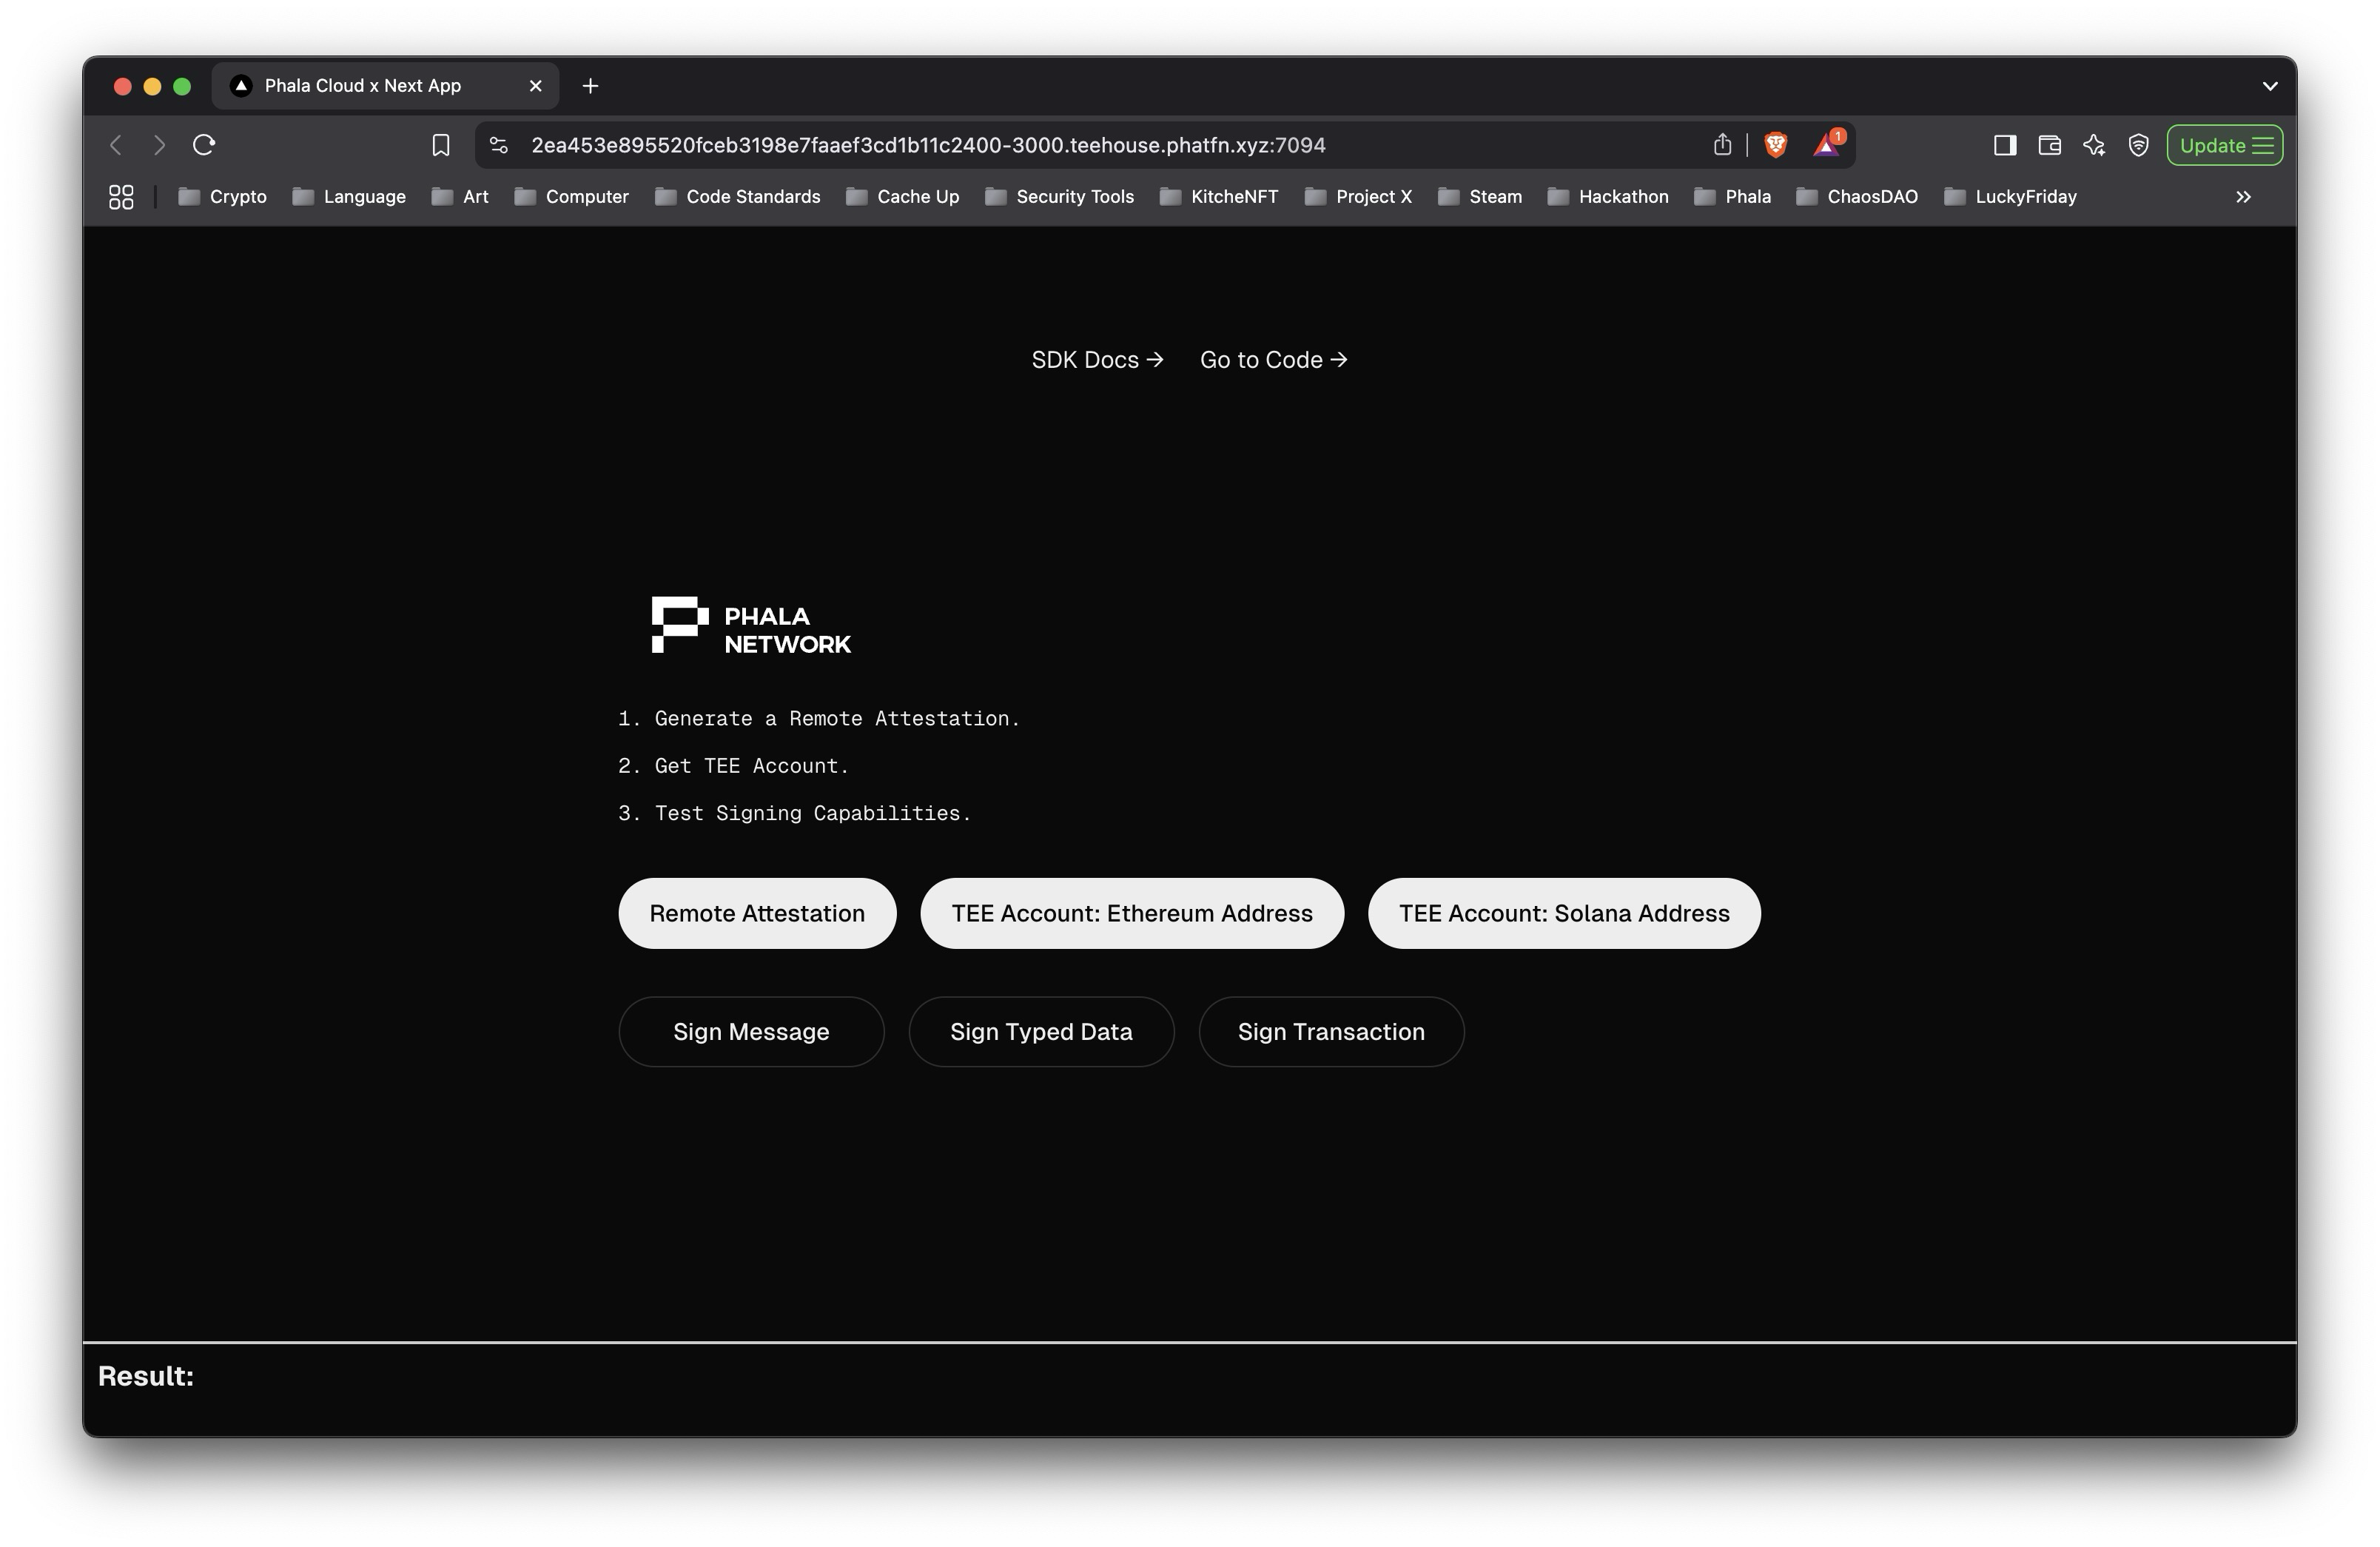 Phala Cloud x Next App
2ea453e895520fceb3198e7faaef3cd1b11c2400-3000.teehouse.phatfn.xyz:7094
1
Update
Crypto Language Art Computer Code Standards Cache Up Security Tools KitcheNFT Project X Steam Hackathon Phala ChaosDAO LuckyFriday
SDK Docs → Go to Code →
PHALA
NETWORK
1. Generate a Remote Attestation.
2. Get TEE Account.
3. Test Signing Capabilities.
Remote Attestation TEE Account: Ethereum Address TEE Account: Solana Address
Sign Message Sign Typed Data Sign Transaction
Result: